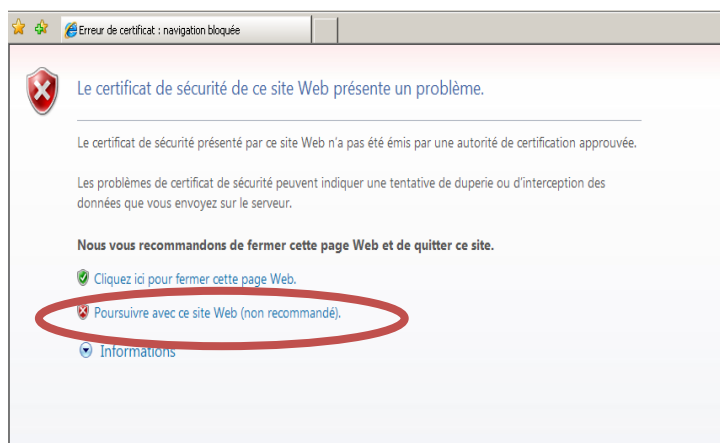 Erreur de certificat : navigation bloquée
Le certificat de sécurité de ce site Web présente un problème.
Le certificat de sécurité présenté par ce site Web n'a pas été émis par une autorité de certification approuvée.
Les problèmes de certificat de sécurité peuvent indiquer une tentative de duperie ou d'interception des
données que vous envoyez sur le serveur.
Nous vous recommandons de fermer cette page Web et de quitter ce site.
Cliquez ici pour fermer cette page Web.
Poursuivre avec ce site Web (non recommandé).
Informations